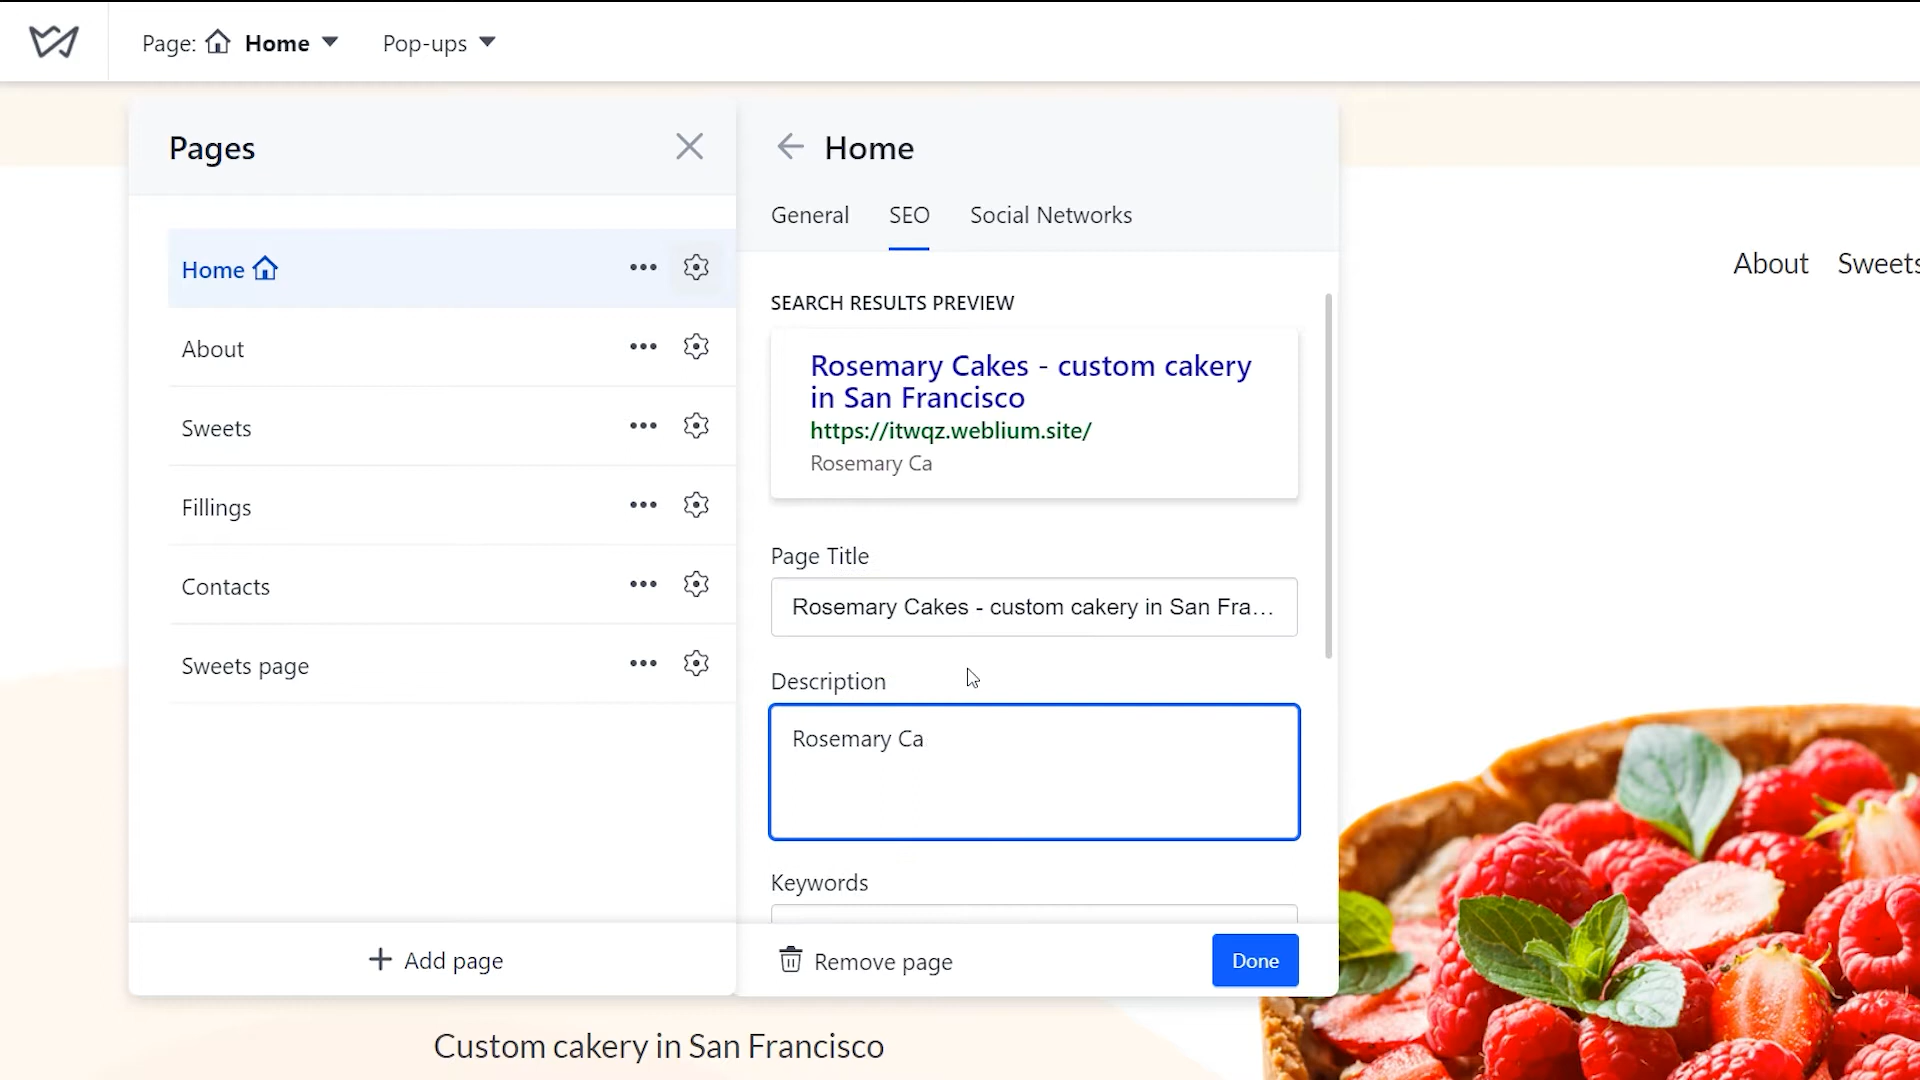 Page: Home Pop-ups
Pages
Home
General SEO Social Networks
Home
About
Sweets
Fillings
Contacts
Sweets page
Add page
SEARCH RESULTS PREVIEW
Rosemary Cakes - custom cakery
in San Francisco
https://itwqz.weblium.site/
Rosemary Ca
Page Title
Rosemary Cakes - custom cakery in San Fra...
Description
Rosemary Ca
Keywords
Remove page
Done
About Sweets
Custom cakery in San Francisco